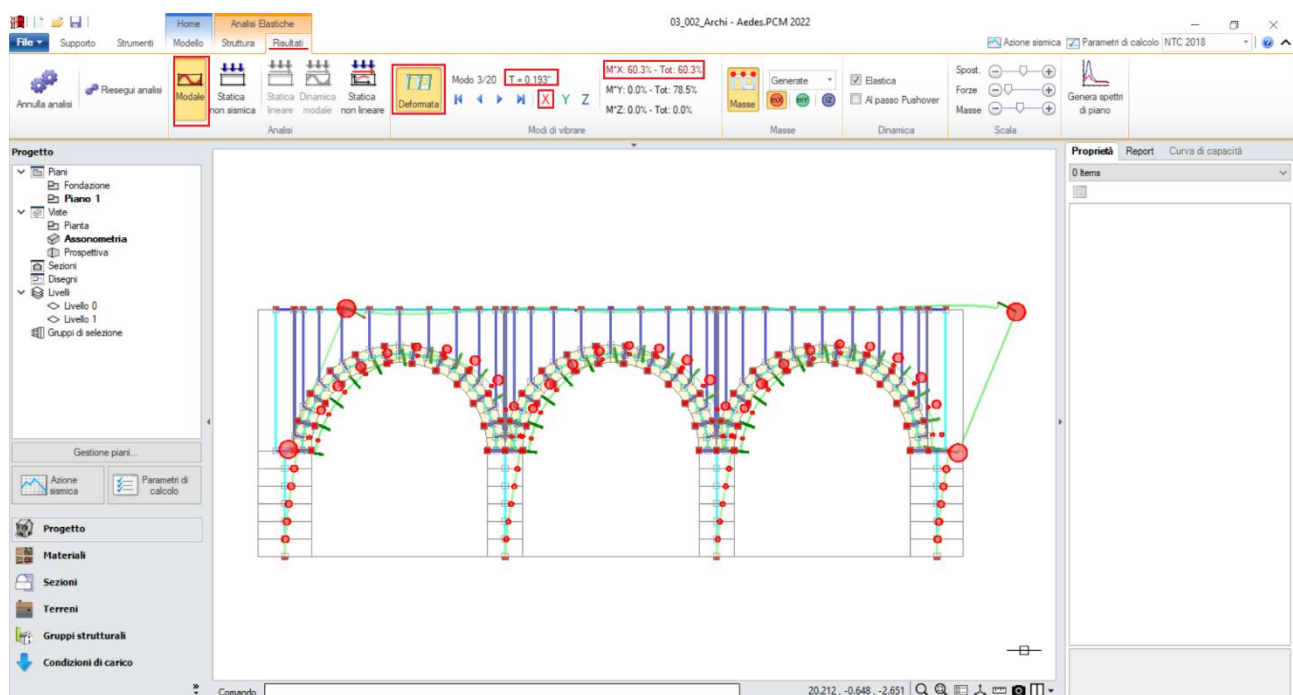 03_002_Archi - Aedes.PCM 2022
Home Analisi Elastiche
File Supporto Strumenti Modello Struttura Risultati
Azione sismica Parametri di calcolo NTC 2018
Annulla analisi
Riesegui analisi
Modale
Statica non sismica
Statica lineare
Dinamica modale
Statica non lineare
Analisi
Deformata
Modo 3/20 T = 0.193"
X Y Z
M*X: 60.3% - Tot: 60.3%
M*Y: 0.0% - Tot: 78.5%
M*Z: 0.0% - Tot: 0.0%
Modi di vibrare
Masse
Generate
mX mY IZ
Masse
Elastica
Al passo Pushover
Dinamica
Spost.
Forze
Masse
Scala
Genera spettri di piano
Progetto
Piani
Fondazione
Piano 1
Viste
Pianta
Assonometria
Prospettiva
Sezioni
Disegni
Livelli
Livello 0
Livello 1
Gruppi di selezione
Gestione piani...
Azione sismica
Parametri di calcolo
Progetto
Materiali
Sezioni
Terreni
Gruppi strutturali
Condizioni di carico
Proprietà Report Curva di capacità
0 Items
Comando
20.212 , -0.648 , -2.651